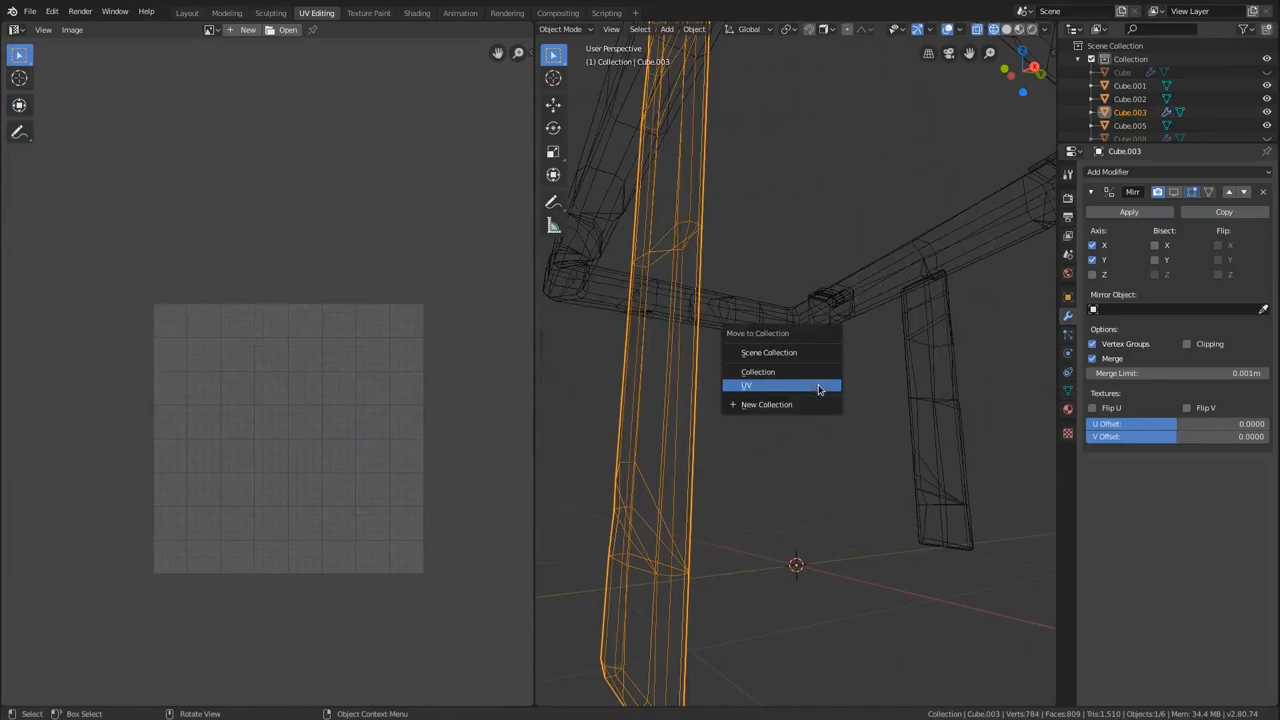 File Edit Render Window Help Layout Modeling Sculpting UV Editing Texture Paint Shading Animation Rendering Compositing Scripting + Scene View Layer
View Image New Open
Object Mode View Select Add Object Global
User Perspective
(1) Collection | Cube.003
Scene Collection
Collection
Cube
Cube.001
Cube.002
Cube.003
Cube.005
Cube.008
Cube.003
Add Modifier
Mirr
Apply Copy
Axis: Bisect: Flip:
X X X
Y Y Y
Z Z Z
Mirror Object:
Options:
Vertex Groups Clipping
Merge
Merge Limit: 0.001m
Textures:
Flip U Flip V
U Offset: 0.0000
V Offset: 0.0000
Move to Collection
Scene Collection
Collection
UV
+ New Collection
Z
X
Y
Select Box Select Rotate View Object Context Menu
Collection | Cube.003 | Verts:784 | Faces:809 | Tris:1,510 | Objects:1/6 | Mem: 34.4 MB | v2.80.74